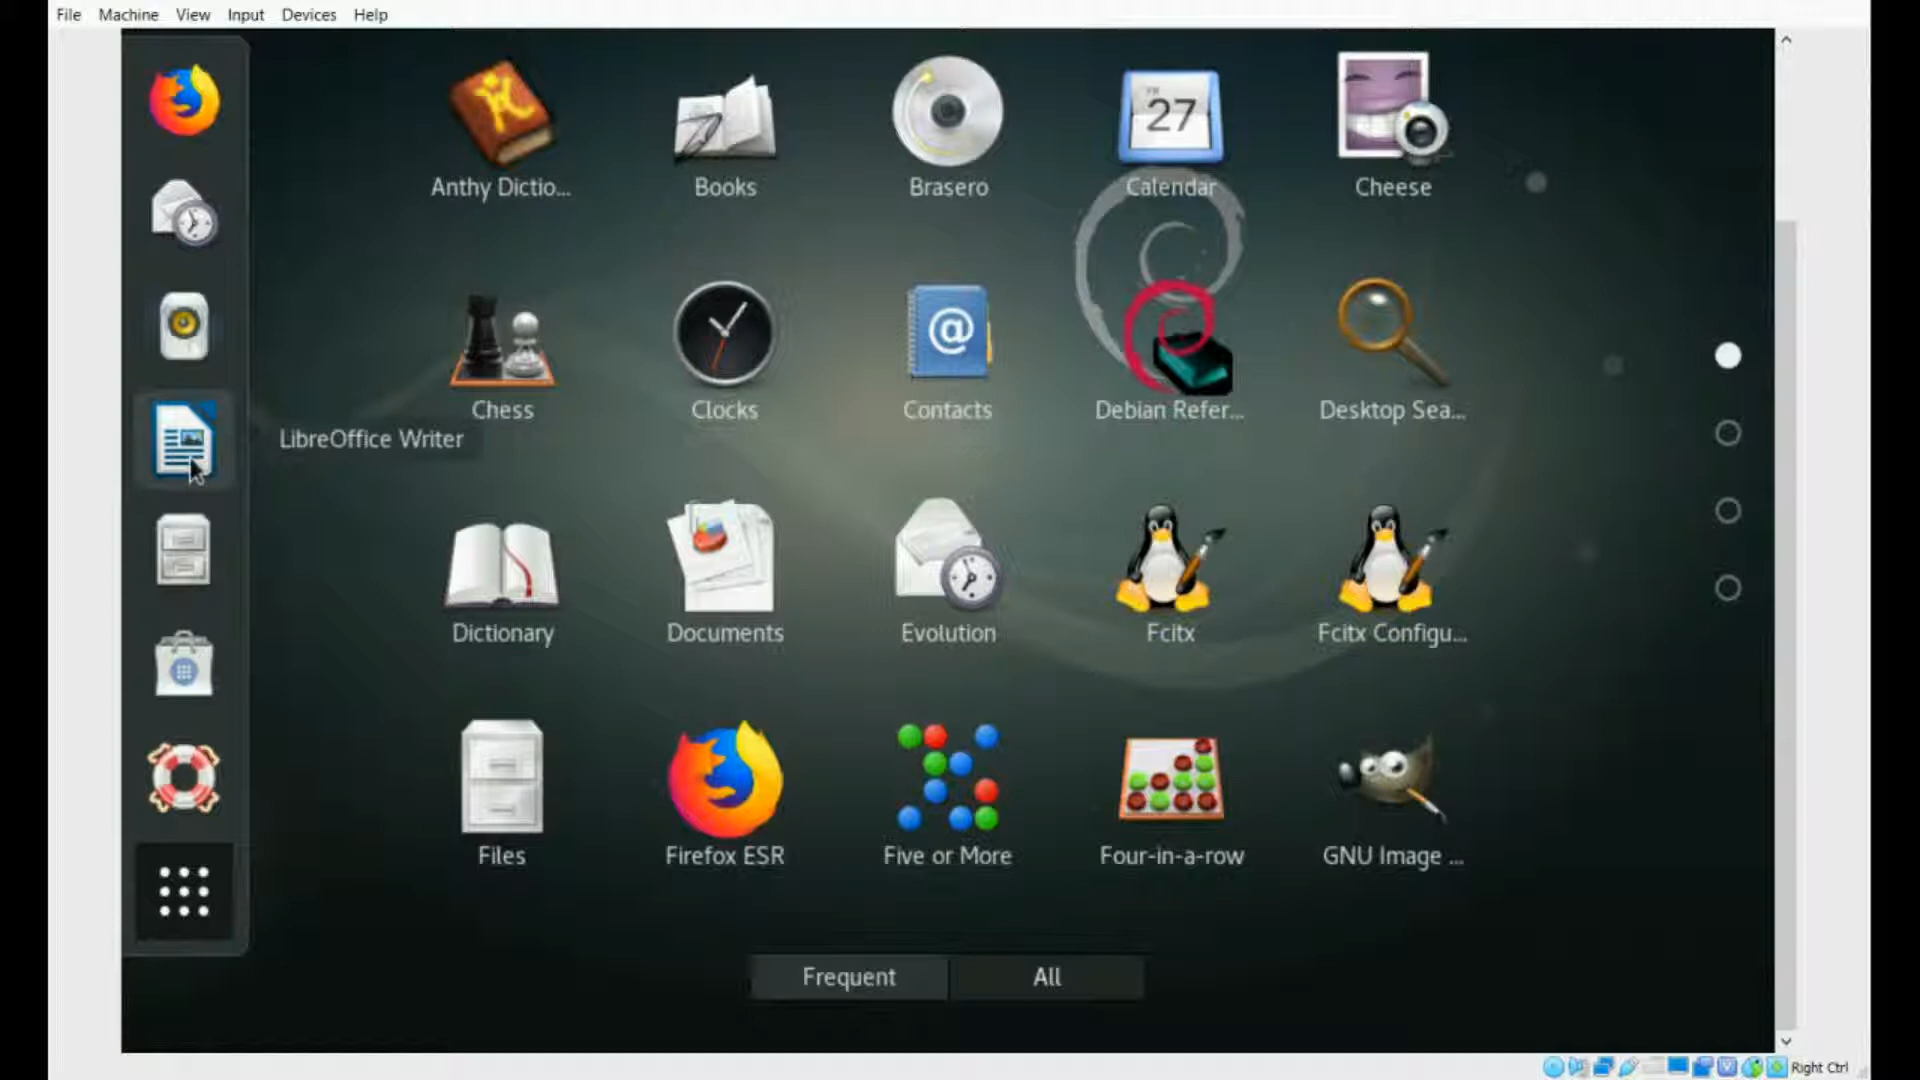 File Machine View Input Devices Help
27
Anthy Dictio... Books Brasero Calendar Cheese
@
Chess Clocks Contacts Debian Refer... Desktop Sea...
LibreOffice Writer
Dictionary Documents Evolution Fcitx Fcitx Configu...
Files Firefox ESR Five or More Four-in-a-row GNU Image ...
Frequent All
Right Ctrl